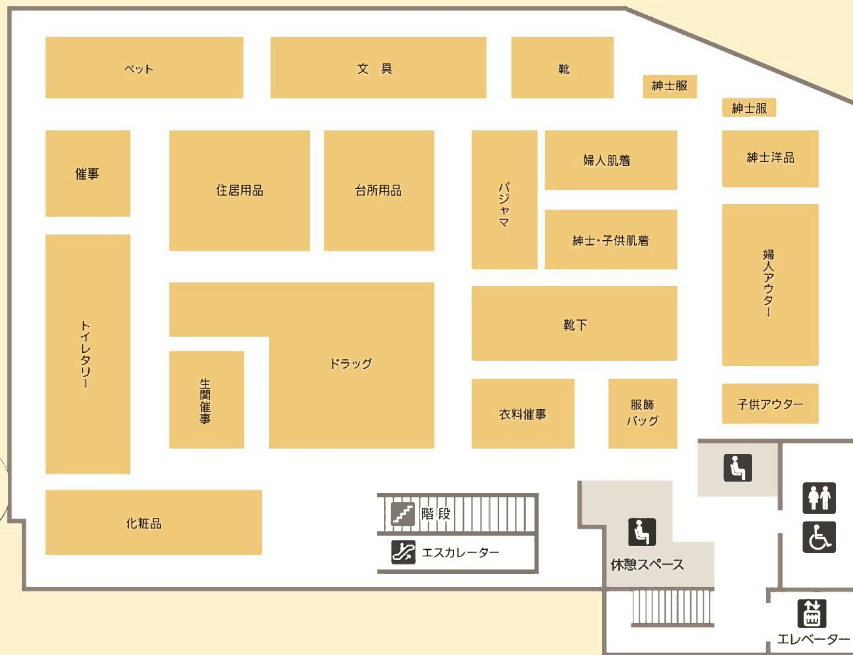 ペット
文具
靴
紳士服
紳士服
催事
住居用品
台所用品
パジャマ
婦人肌着
紳士洋品
紳士・子供肌着
婦人アウター
トイレタリー
ドラッグ
靴下
生関催事
衣料催事
服飾
バッグ
子供アウター
化粧品
階段
エスカレーター
休憩スペース
エレベーター